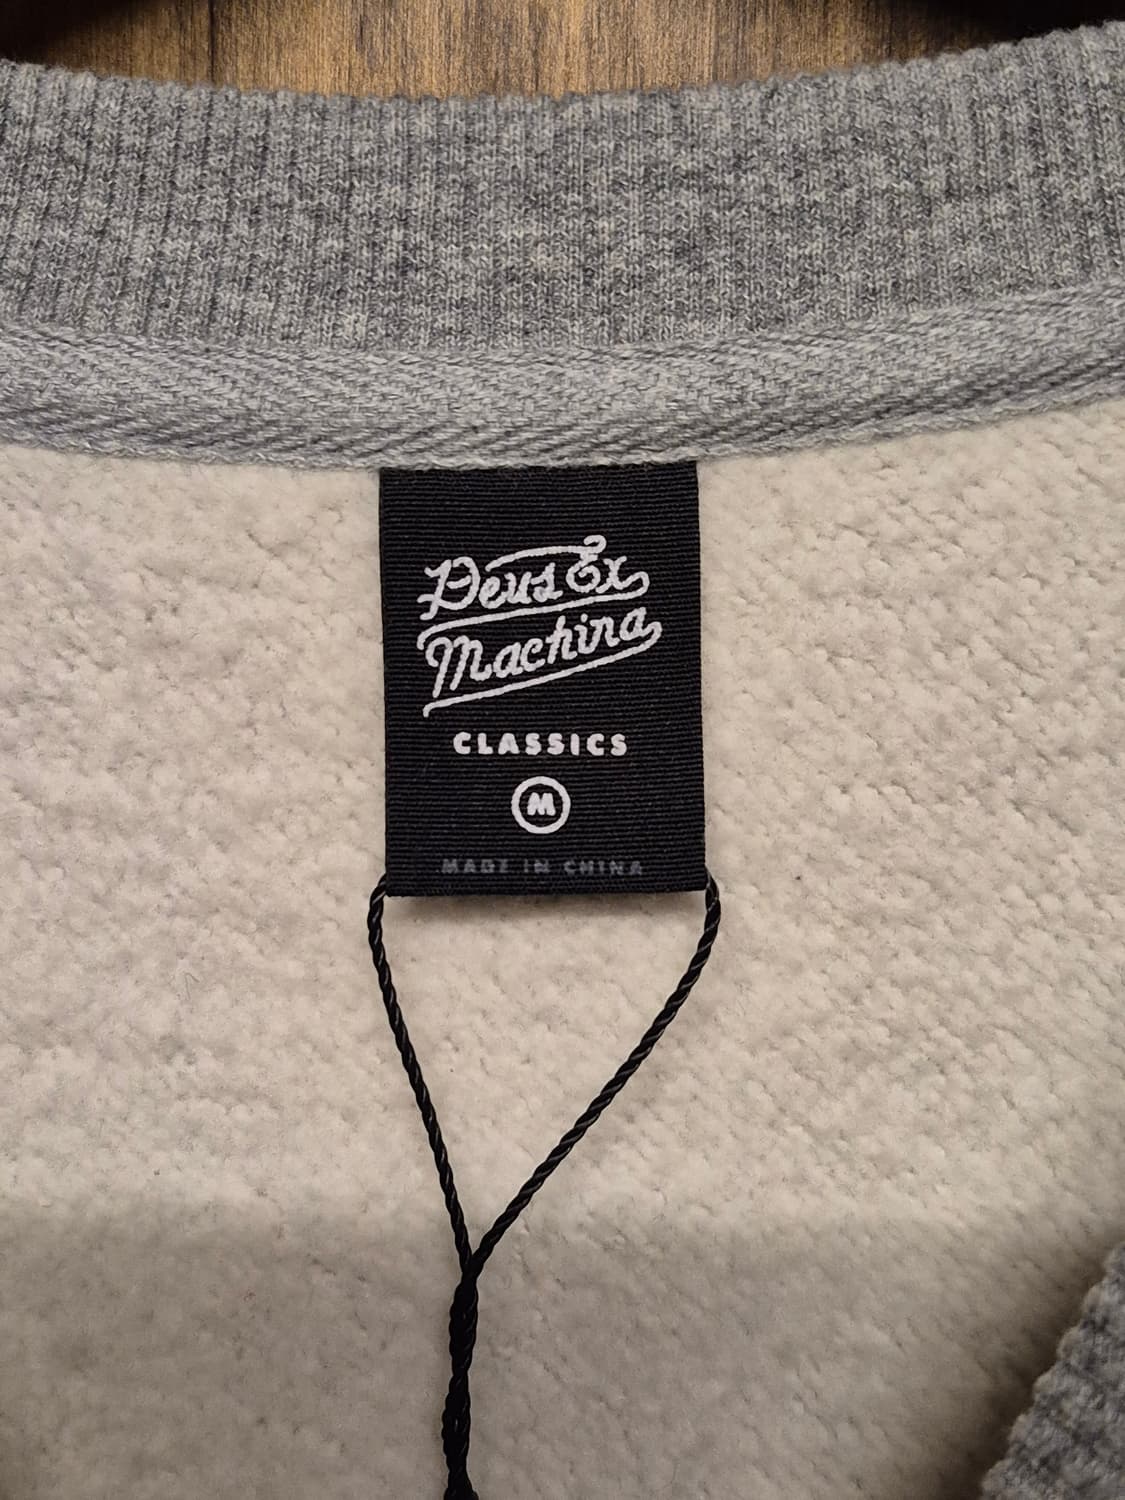 Deus Ex
Machina
CLASSICS
M
MADE IN CHINA